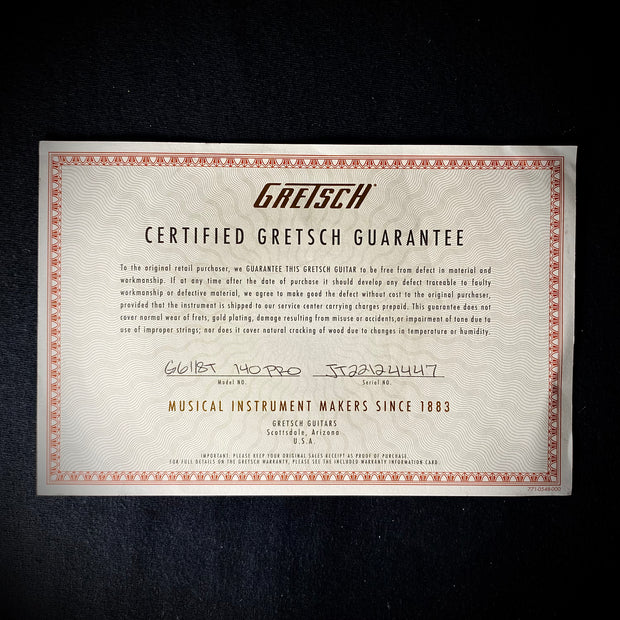 GRETSCH®
CERTIFIED GRETSCH GUARANTEE
To the original retail purchaser, we GUARANTEE THIS GRETSCH GUITAR to be free from defect in material and
workmanship. If at any time after the date of purchase it should develop any defect traceable to faulty
workmanship or defective material, we agree to make good the defect without cost to the original purchaser,
provided that the instrument is shipped to our service center carrying charges prepaid. This guarantee does not
cover normal wear of frets, gold plating, damage resulting from misuse or accidents,or impairment of tone due to
use of improper strings; nor does it cover natural cracking of wood due to changes in temperature or humidity.
G6118T 140 PRO JT22124447
Model NO. Serial NO.
MUSICAL INSTRUMENT MAKERS SINCE 1883
GRETSCH GUITARS
Scottsdale, Arizona
U.S.A.
IMPORTANT: PLEASE KEEP YOUR ORIGINAL SALES RECEIPT AS PROOF OF PURCHASE
FOR FULL DETAILS ON THE GRETSCH WARRANTY, PLEASE SEE THE INCLUDED WARRANTY INFORMATION CARD
771-0548-000